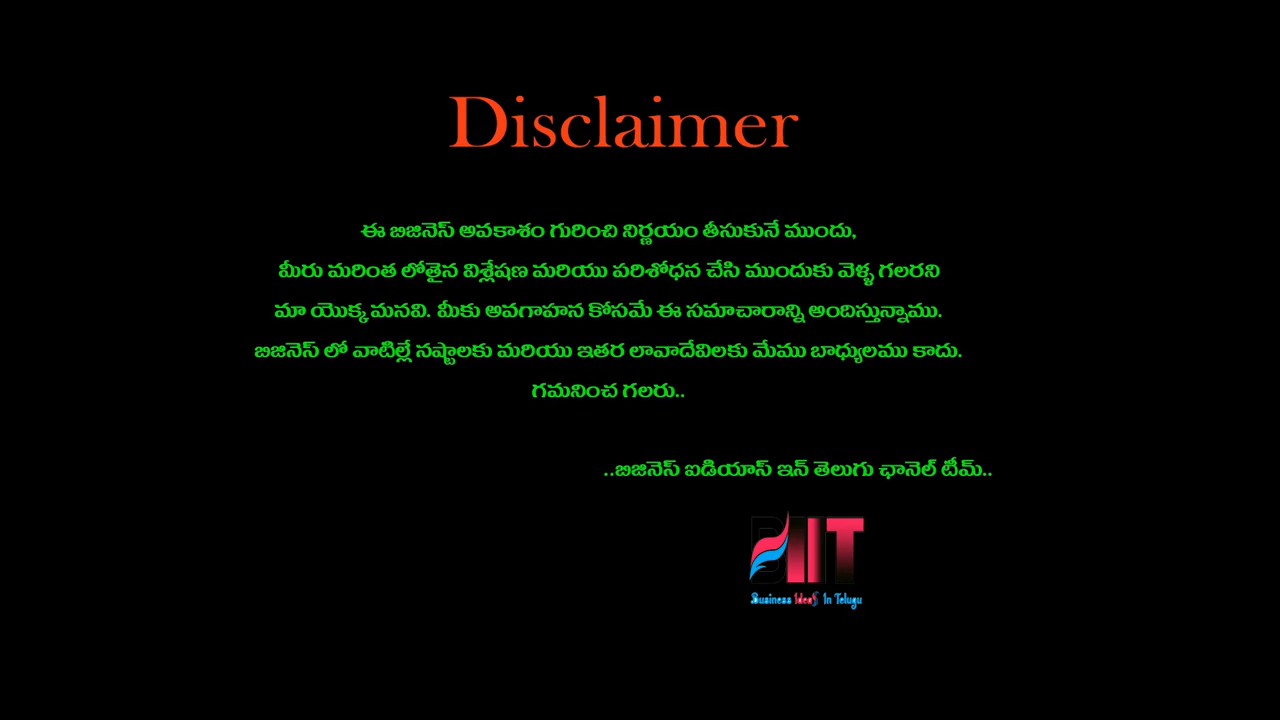 Disclaimer
ఈ బిజినెస్ అవకాశం గురించి నిర్ణయం తీసుకునే ముందు,
మీరు మరింత లోతైన విశ్లేషణ మరియు పరిశోధన చేసి ముందుకు వెళ్ళ గలరని
మా యొక్క మనవి. మీకు అవగాహన కోసమే ఈ సమాచారాన్ని అందిస్తున్నాము.
బిజినెస్ లో వాటిల్లే నష్టాలకు మరియు ఇతర లావాదేవిలకు మేము బాధ్యులము కాదు.
గమనించ గలరు..
..బిజినెస్ ఐడియాస్ ఇన్ తెలుగు ఛానెల్ టీమ్..
BIIT
Business Ideas In Telugu